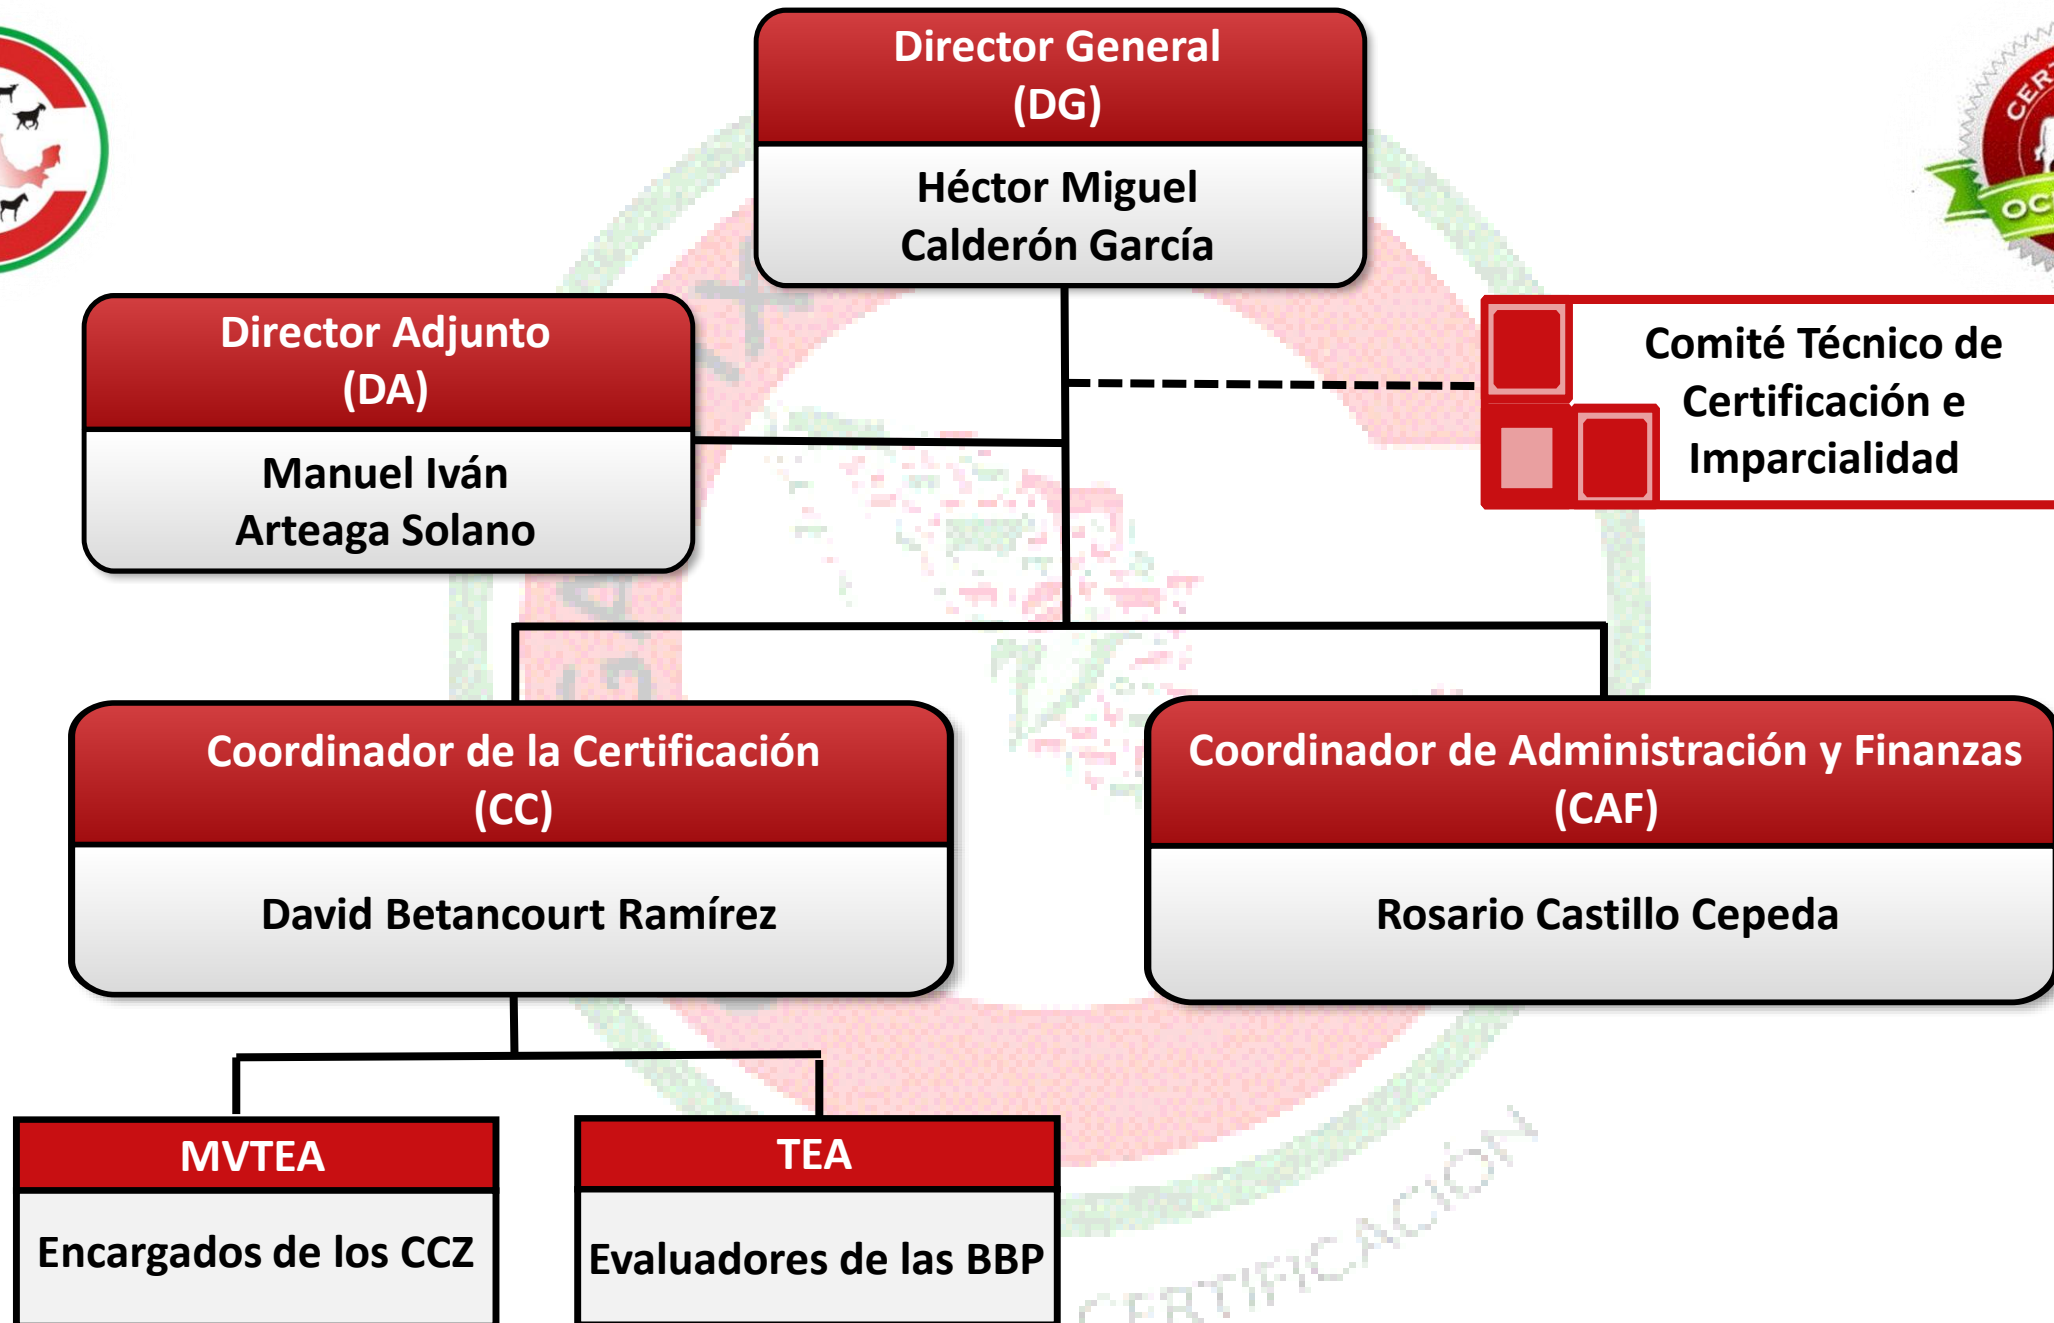 Director General
(DG)
Héctor Miguel
Calderón García
Director Adjunto
(DA)
Manuel Iván
Arteaga Solano
Comité Técnico de
Certificación e
Imparcialidad
Coordinador de la Certificación
(CC)
David Betancourt Ramírez
Coordinador de Administración y Finanzas
(CAF)
Rosario Castillo Cepeda
MVTEA
Encargados de los CCZ
TEA
Evaluadores de las BBP
CERTIFICACIÓN